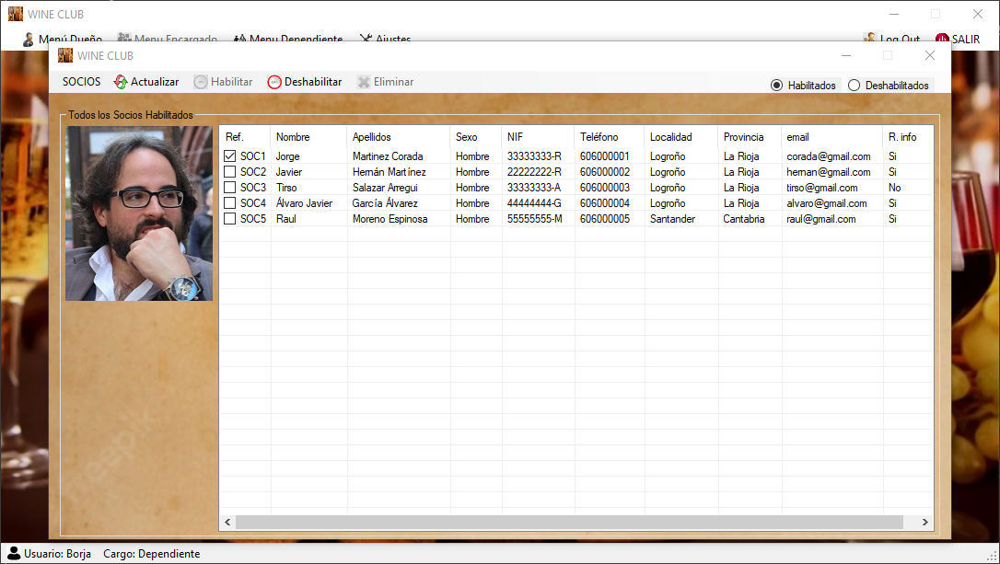 WINE CLUB
Menú Dueño Menu Encargado Menu Dependiente Ajustes Log Out SALIR
WINE CLUB
SOCIOS Actualizar Habilitar Deshabilitar Eliminar Habilitados Deshabilitados
Todos los Socios Habilitados
Ref. Nombre Apellidos Sexo NIF Teléfono Localidad Provincia email R. info
SOC1 Jorge Martinez Corada Hombre 33333333-R 606000001 Logroño La Rioja corada@gmail.com Si
SOC2 Javier Hernán Martínez Hombre 22222222-R 606000002 Logroño La Rioja hernan@gmail.com Si
SOC3 Tirso Salazar Arregui Hombre 33333333-A 606000003 Logroño La Rioja tirso@gmail.com No
SOC4 Álvaro Javier García Álvarez Hombre 44444444-G 606000004 Logroño La Rioja alvaro@gmail.com Si
SOC5 Raul Moreno Espinosa Hombre 55555555-M 606000005 Santander Cantabria raul@gmail.com Si
Usuario: Borja Cargo: Dependiente